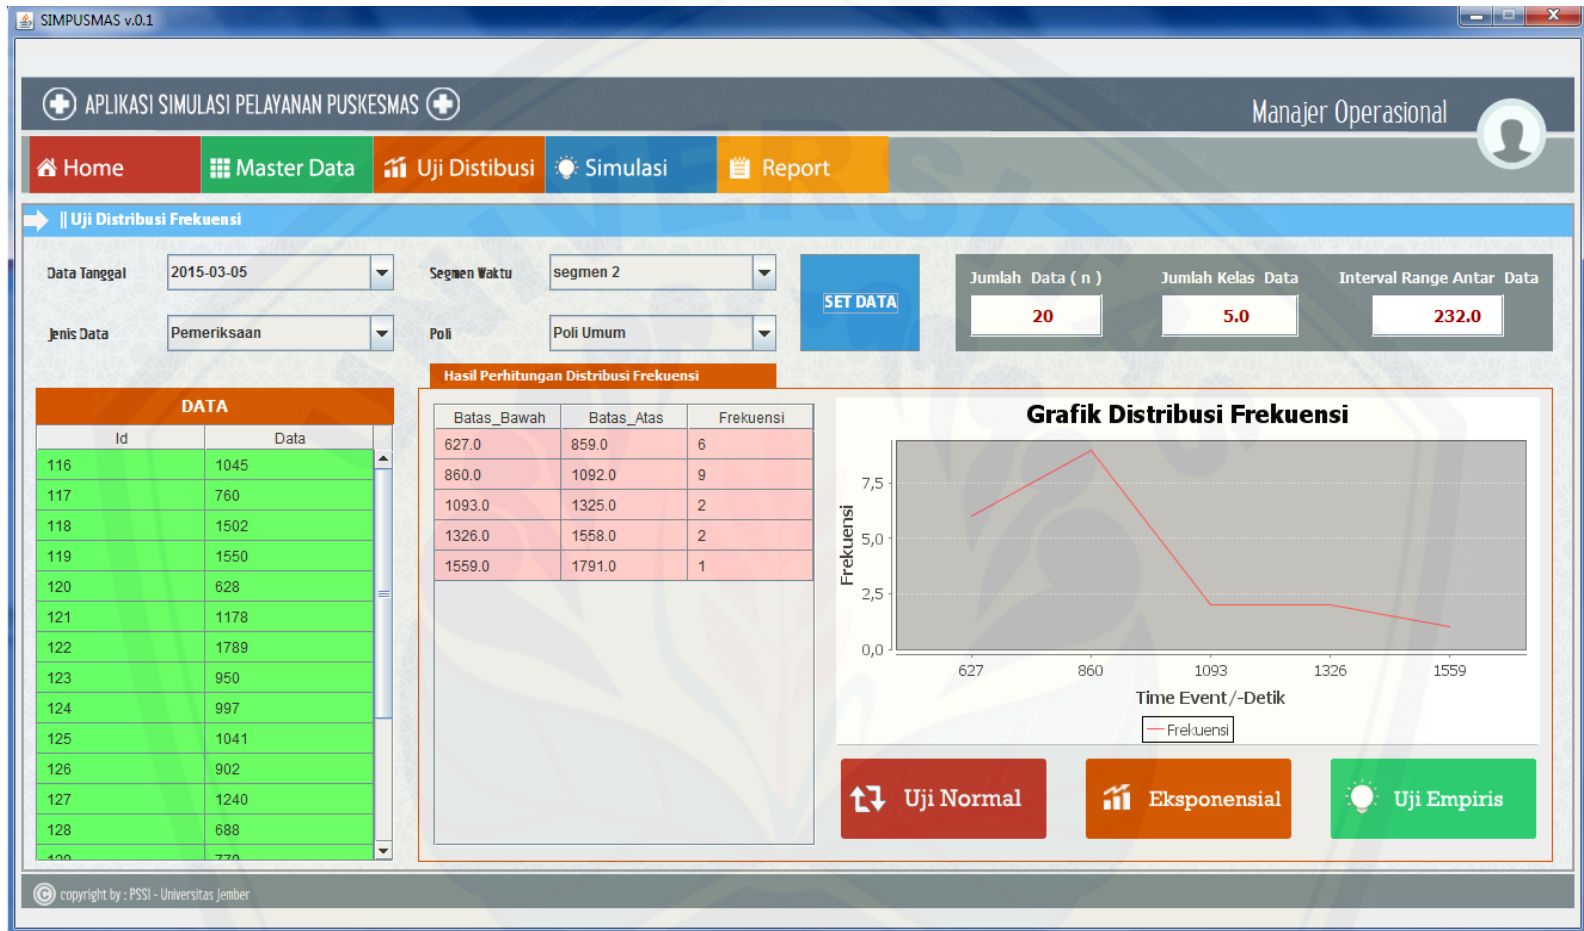 SIMPUSMAS v.0.1
APLIKASI SIMULASI PELAYANAN PUSKESMAS
Manajer Operasional
Home
Master Data
Uji Distibusi
Simulasi
Report
|| Uji Distribusi Frekuensi
Data Tanggal
2015-03-05
Segmen Waktu
segmen 2
Jenis Data
Pemeriksaan
Poli
Poli Umum
SET DATA
Jumlah Data ( n )
Jumlah Kelas Data
Interval Range Antar Data
20
5.0
232.0
DATA
Id Data
116 1045
117 760
118 1502
119 1550
120 628
121 1178
122 1789
123 950
124 997
125 1041
126 902
127 1240
128 688
Hasil Perhitungan Distribusi Frekuensi
Batas_Bawah Batas_Atas Frekuensi
627.0 859.0 6
860.0 1092.0 9
1093.0 1325.0 2
1326.0 1558.0 2
1559.0 1791.0 1
Grafik Distribusi Frekuensi
Frekuensi
7,5
5,0
2,5
0,0
627 860 1093 1326 1559
Time Event/-Detik
Frekuensi
Uji Normal
Eksponensial
Uji Empiris
© copyright by : PSSI - Universitas Jember
UNIVERSITAS